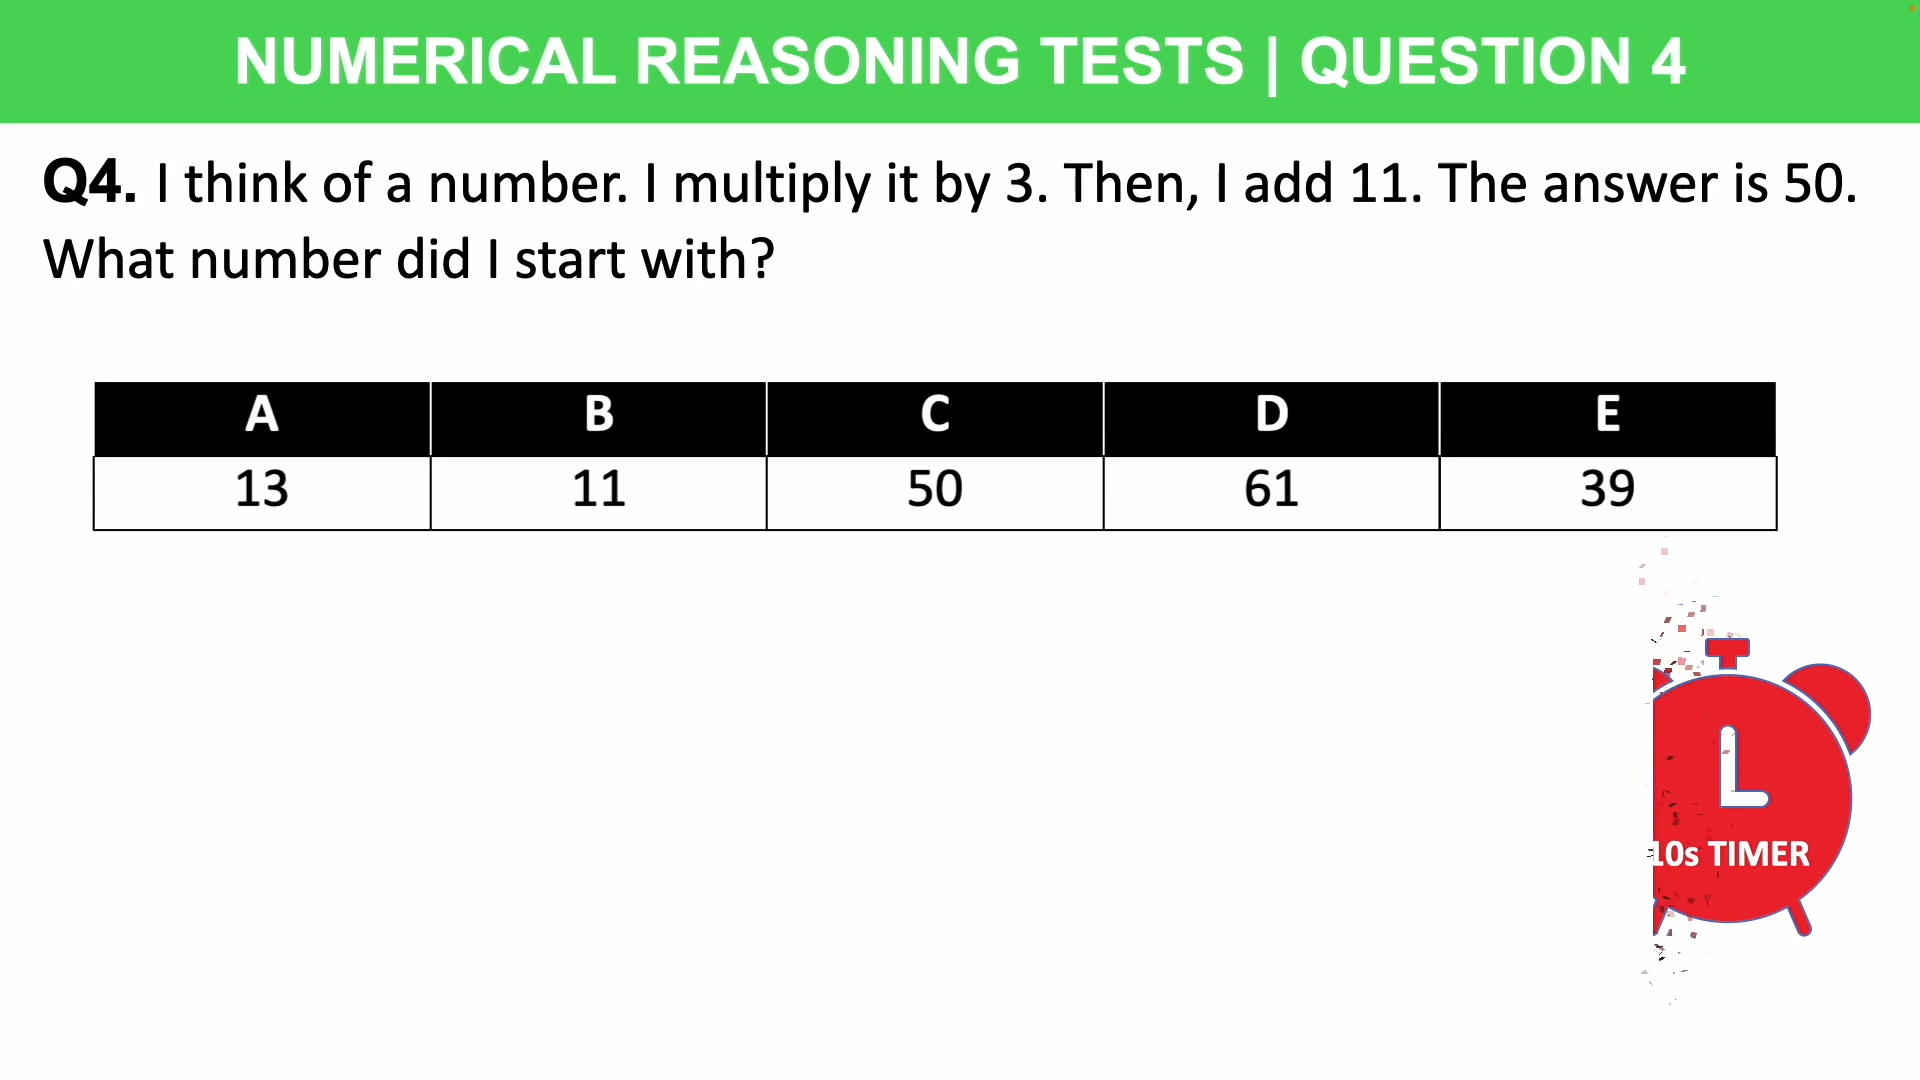 NUMERICAL REASONING TESTS | QUESTION 4
Q4. I think of a number. I multiply it by 3. Then, I add 11. The answer is 50.
What number did I start with?
A B C D E
13 11 50 61 39
10s TIMER